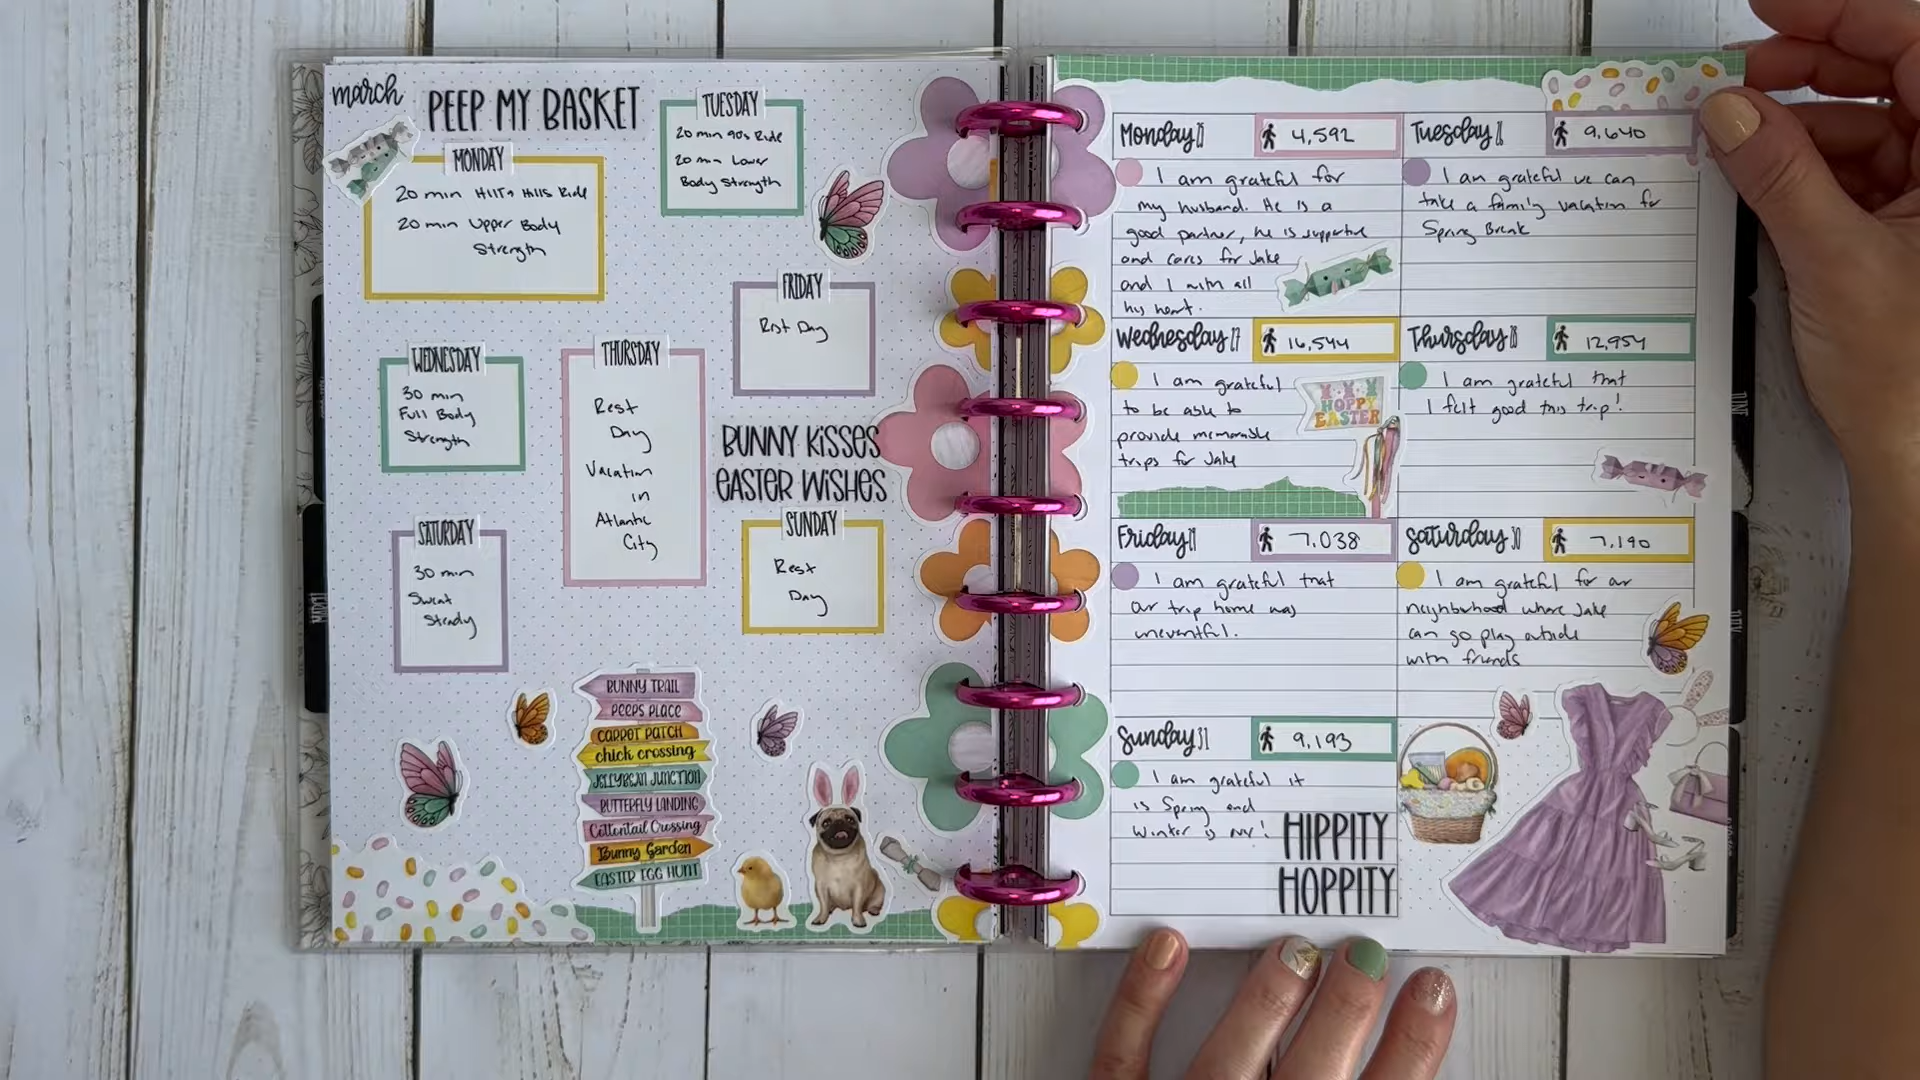 march
PEEP MY BASKET
MONDAY
20 min Hiit + Hills Ride
20 min Upper Body
Strength
TUESDAY
20 min 90s Ride
20 min Lower
Body Strength
WEDNESDAY
30 min
Full Body
Strength
THURSDAY
Rest
Day
Vacation
in
Atlantic
City
FRIDAY
Rest Day
BUNNY KISSES
EASTER WISHES
SATURDAY
30 min
Sweat
Steady
SUNDAY
Rest
Day
BUNNY TRAIL
PEEPS PLACE
CARROT PATCH
chick crossing
JELLYBEAN JUNCTION
BUTTERFLY LANDING
Cottontail Crossing
Bunny Garden
EASTER EGG HUNT
Monday 25
4,592
I am grateful for
my husband. He is a
good partner, he is supportive
and cares for Jake
and I with all
his heart.
Tuesday 26
9,640
I am grateful we can
take a family vacation for
Spring Break
Wednesday 27
16,544
I am grateful
to be able to
provide memorable
trips for Jake
HOPPY
EASTER
Thursday 28
12,954
I am grateful that
I felt good this trip!
Friday 29
7,038
I am grateful that
our trip home was
uneventful.
Saturday 30
7,190
I am grateful for our
neighborhood where Jake
can go play outside
with friends
Sunday 31
9,193
I am grateful it
is Spring and
Winter is over!
HIPPITY
HOPPITY
JUNE